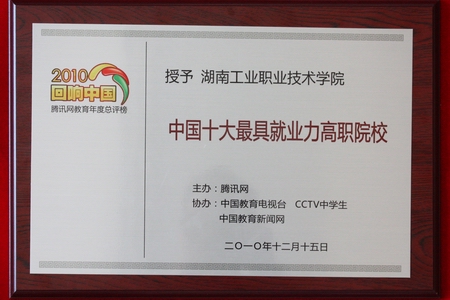 2010
回响中国
腾讯网教育年度总评榜
授予 湖南工业职业技术学院
中国十大最具就业力高职院校
主办：腾讯网
协办：中国教育电视台 CCTV中学生
中国教育新闻网
二〇一〇年十二月十五日